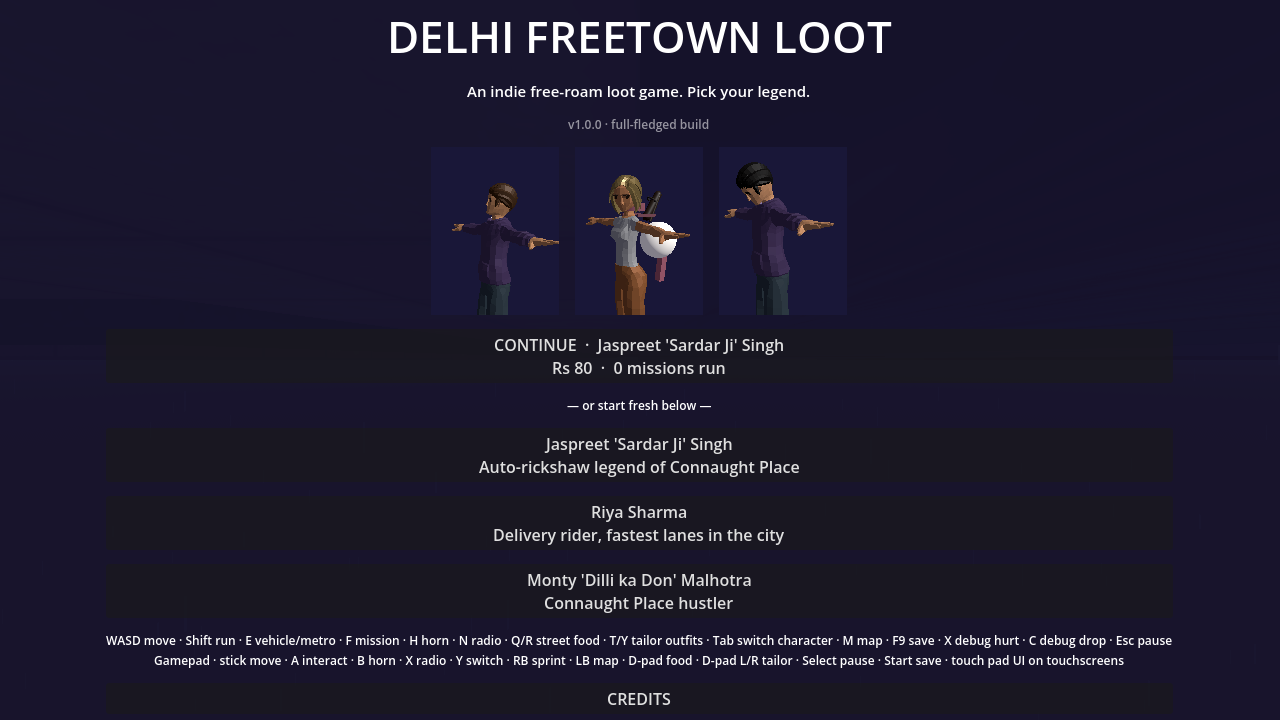 DELHI FREETOWN LOOT
An indie free-roam loot game. Pick your legend.
v1.0.0 · full-fledged build
CONTINUE · Jaspreet 'Sardar Ji' Singh
Rs 80 · 0 missions run
— or start fresh below —
Jaspreet 'Sardar Ji' Singh
Auto-rickshaw legend of Connaught Place
Riya Sharma
Delivery rider, fastest lanes in the city
Monty 'Dilli ka Don' Malhotra
Connaught Place hustler
WASD move · Shift run · E vehicle/metro · F mission · H horn · N radio · Q/R street food · T/Y tailor outfits · Tab switch character · M map · F9 save · X debug hurt · C debug drop · Esc pause
Gamepad · stick move · A interact · B horn · X radio · Y switch · RB sprint · LB map · D-pad food · D-pad L/R tailor · Select pause · Start save · touch pad UI on touchscreens
CREDITS